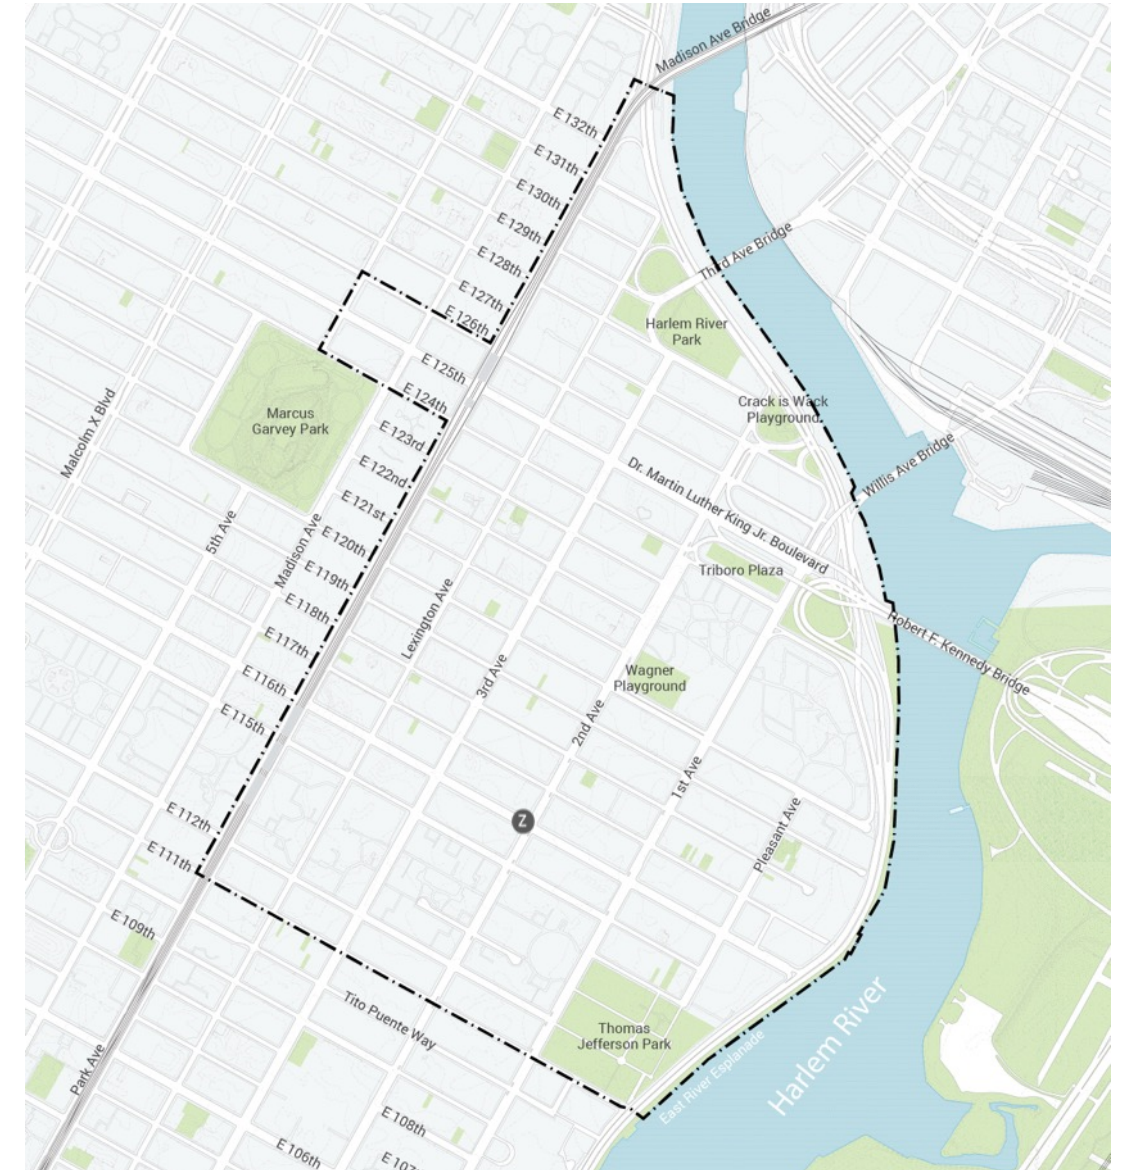 Madison Ave Bridge
E 132th
E 131th
E 130th
E 129th
E 128th
E 127th
E 126th
E 125th
E 124th
E 123rd
E 122nd
E 121st
E 120th
E 119th
E 118th
E 117th
E 116th
E 115th
E 112th
E 111th
E 109th
E 108th
E 106th
E 107
Third Ave Bridge
Harlem River
Park
Crack is Wack
Playground
Willis Ave Bridge
Marcus
Garvey Park
Malcolm X Blvd
5th Ave
Madison Ave
Dr. Martin Luther King Jr. Boulevard
Triboro Plaza
Robert F. Kennedy Bridge
Lexington Ave
3rd Ave
Wagner
Playground
2nd Ave
1st Ave
Pleasant Ave
Z
Park Ave
Tito Puente Way
Thomas
Jefferson Park
East River Esplanade
Harlem River